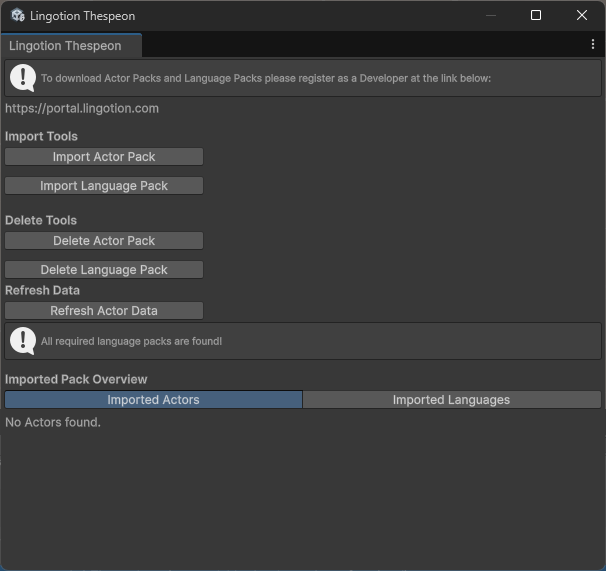 Lingotion Thespeon
Lingotion Thespeon
To download Actor Packs and Language Packs please register as a Developer at the link below:
https://portal.lingotion.com
Import Tools
Import Actor Pack
Import Language Pack
Delete Tools
Delete Actor Pack
Delete Language Pack
Refresh Data
Refresh Actor Data
All required language packs are found!
Imported Pack Overview
Imported Actors Imported Languages
No Actors found.